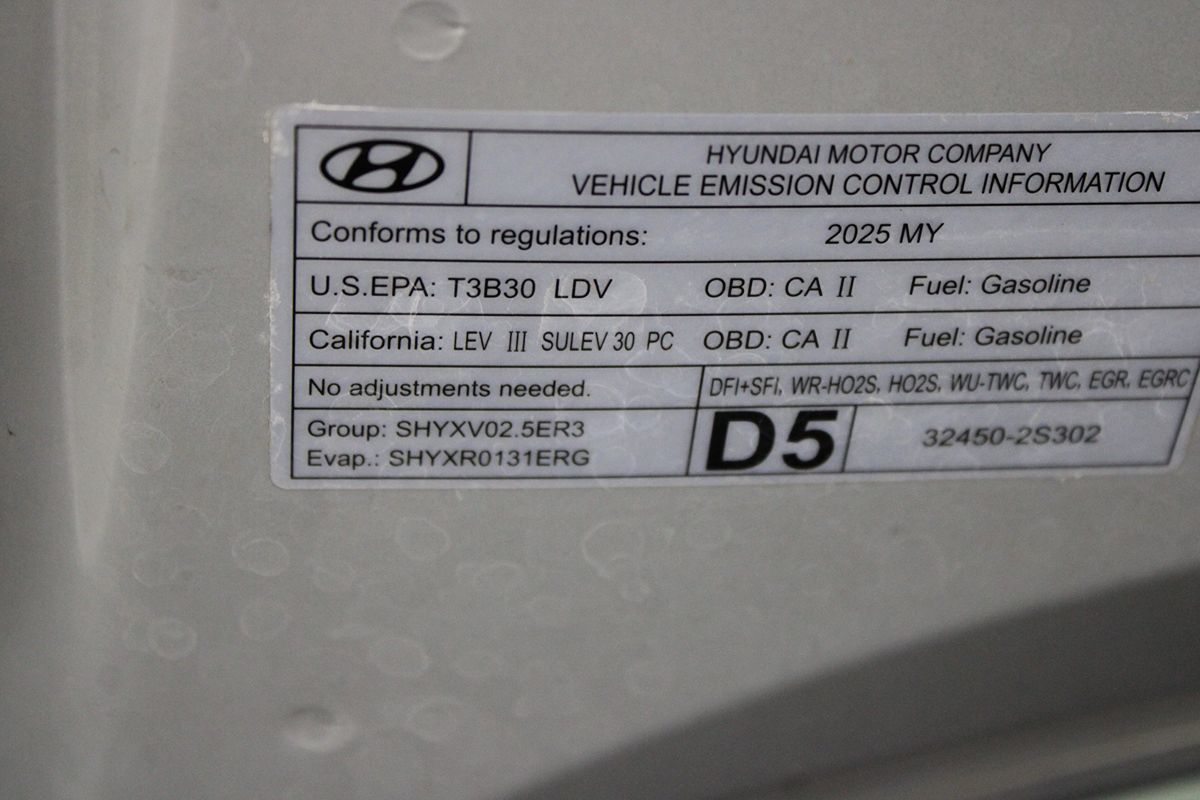 HYUNDAI MOTOR COMPANY
VEHICLE EMISSION CONTROL INFORMATION
Conforms to regulations: 2025 MY
U.S.EPA: T3B30 LDV OBD: CA II Fuel: Gasoline
California: LEV III SULEV 30 PC OBD: CA II Fuel: Gasoline
No adjustments needed. DFI+SFI, WR-HO2S, HO2S, WU-TWC, TWC, EGR, EGRC
Group: SHYXV02.5ER3
Evap.: SHYXR0131ERG
D5 32450-2S302